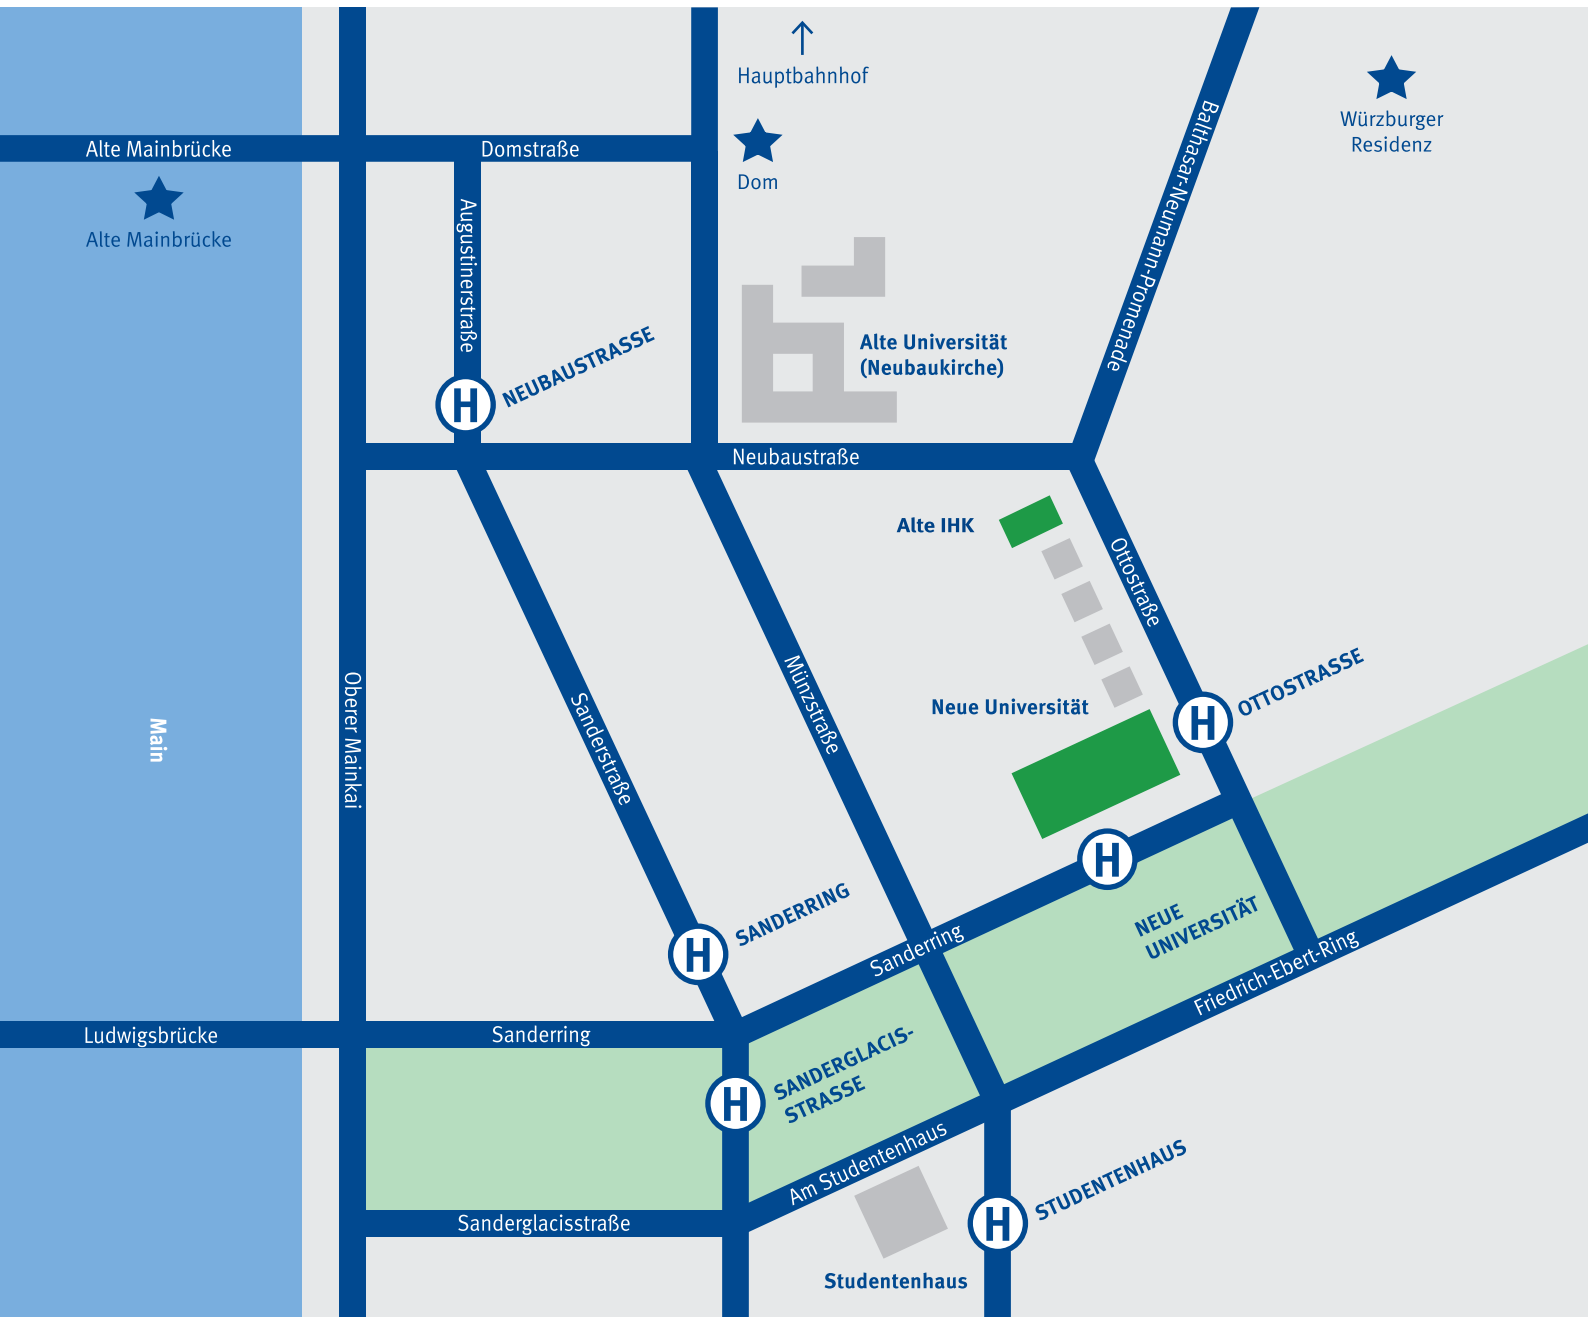 Hauptbahnhof
Balthasar-Neumann-Promenade
Würzburger
Residenz
Alte Mainbrücke
Domstraße
Dom
Alte Mainbrücke
Augustinerstraße
NEUBAUSTRASSE
H
Alte Universität
(Neubaukirche)
Neubaustraße
Alte IHK
Ottostraße
Main
Oberer Mainkai
Sanderstraße
Münzstraße
Neue Universität
H
OTTOSTRASSE
H
H
SANDERRING
Sanderring
NEUE
UNIVERSITÄT
Friedrich-Ebert-Ring
Ludwigsbrücke
Sanderring
H
SANDERGLACIS-
STRASSE
Am Studentenhaus
Sanderglacisstraße
H
STUDENTENHAUS
Studentenhaus